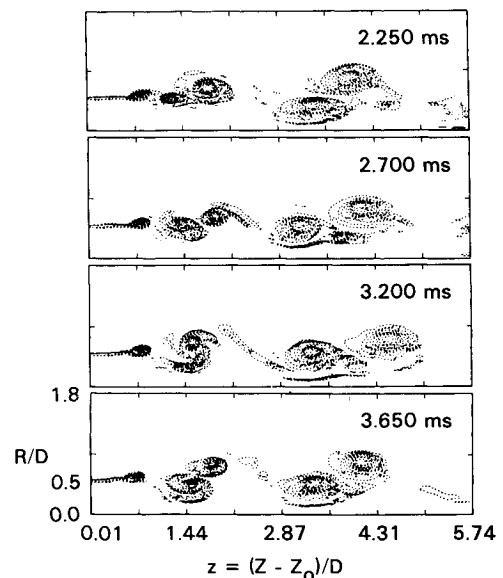 2.250 ms
2.700 ms
3.200 ms
3.650 ms
1.8
R/D
0.5
0.0
0.01 1.44 2.87 4.31 5.74
z = (Z - Z₀)/D